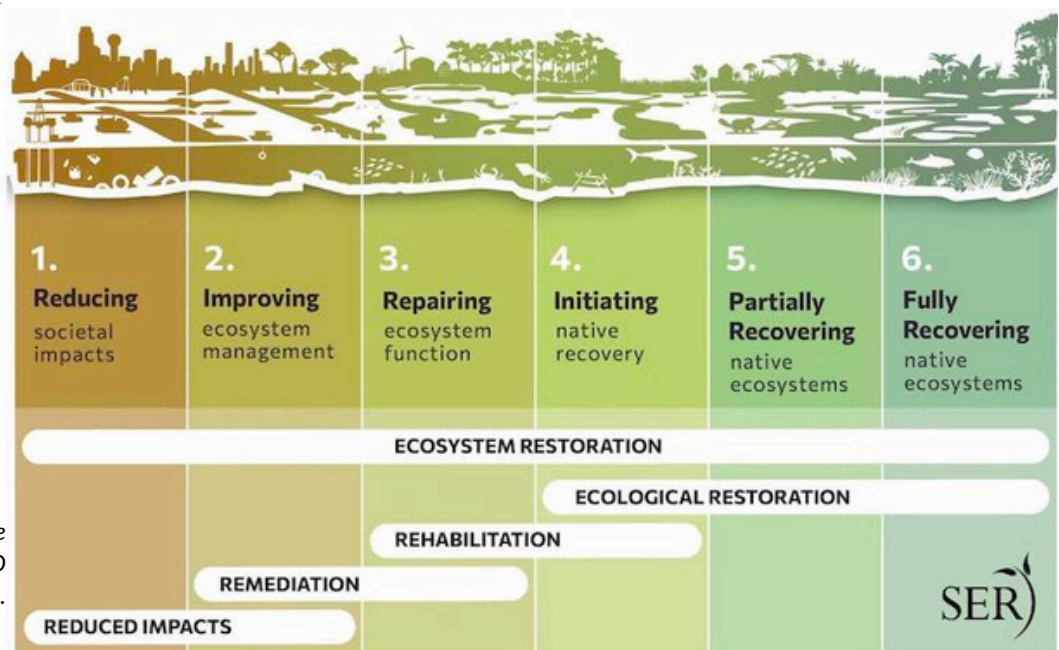 1.
Reducing
societal
impacts
2.
Improving
ecosystem
management
3.
Repairing
ecosystem
function
4.
Initiating
native
recovery
5.
Partially
Recovering
native
ecosystems
6.
Fully
Recovering
native
ecosystems
ECOSYSTEM RESTORATION
ECOLOGICAL RESTORATION
REHABILITATION
REMEDIATION
REDUCED IMPACTS
SER